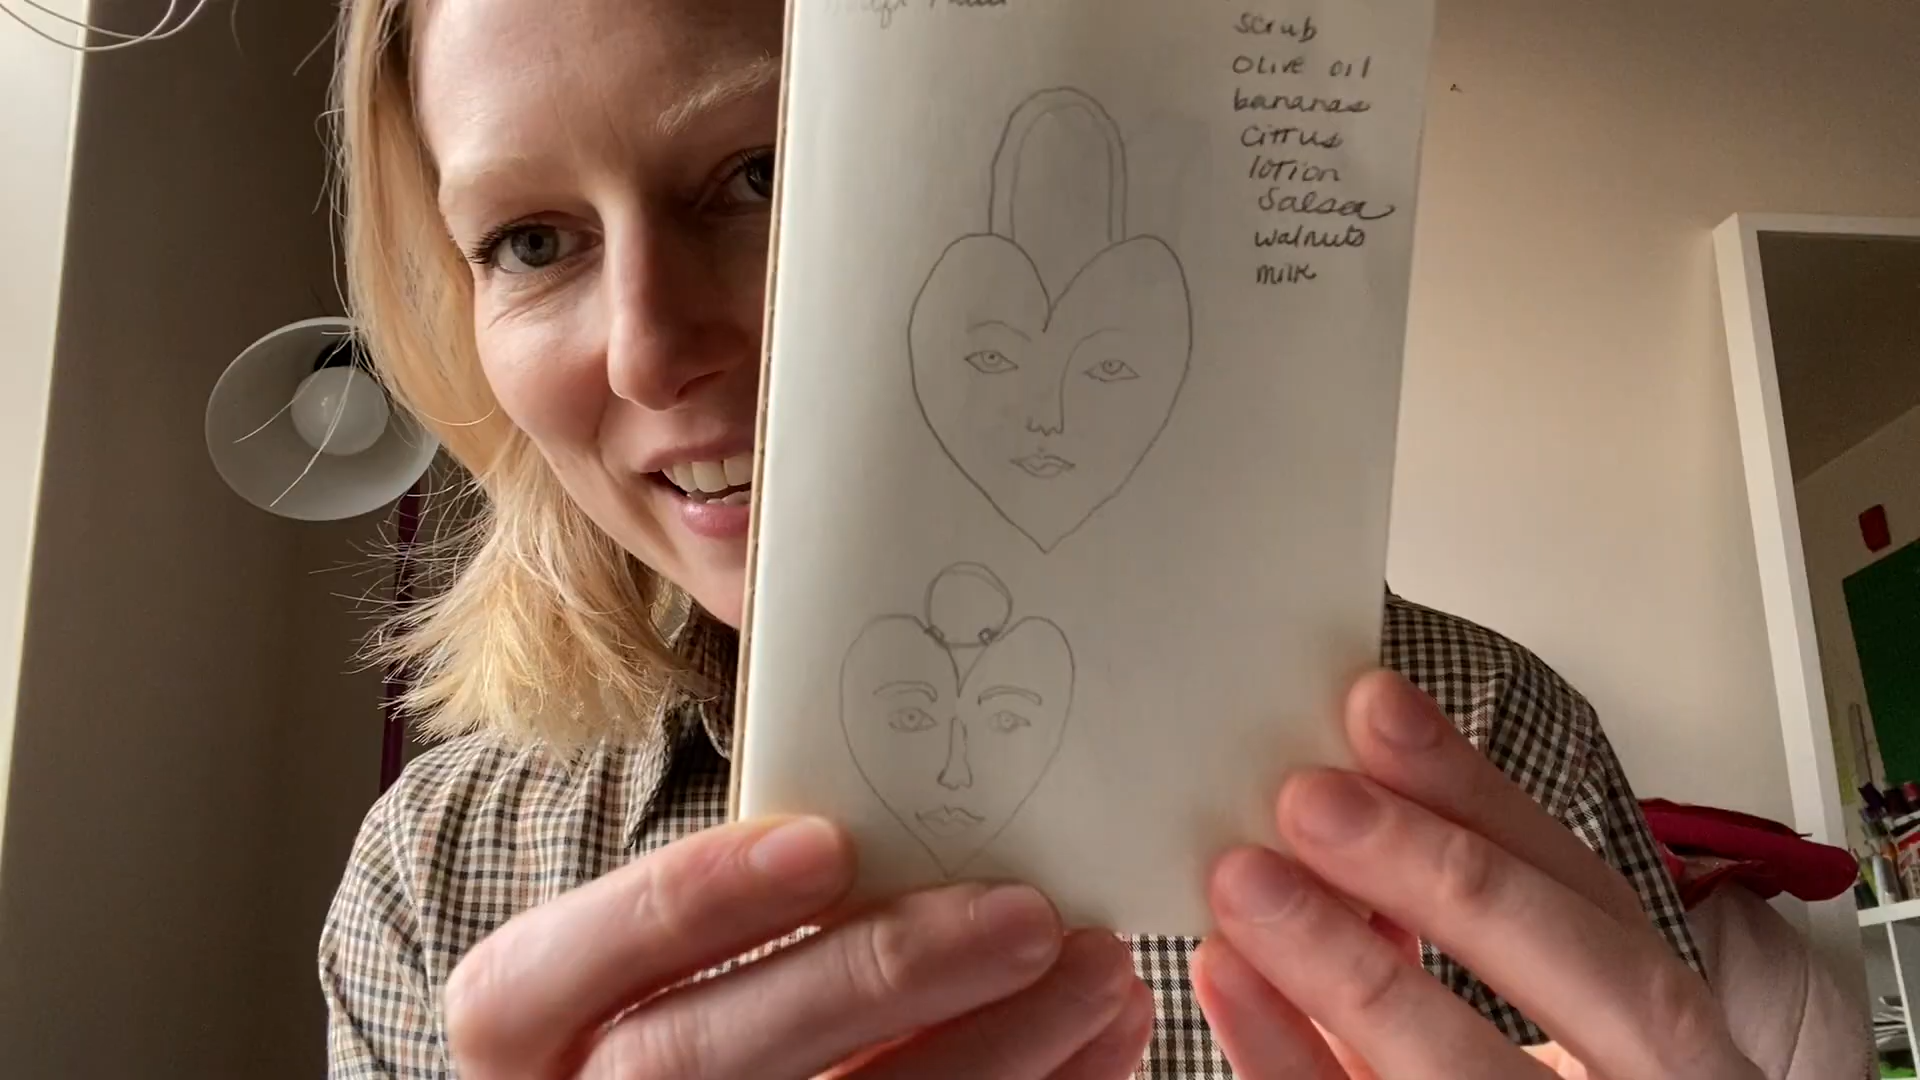 scrub
olive oil
bananas
citrus
lotion
salsa
walnuts
milk